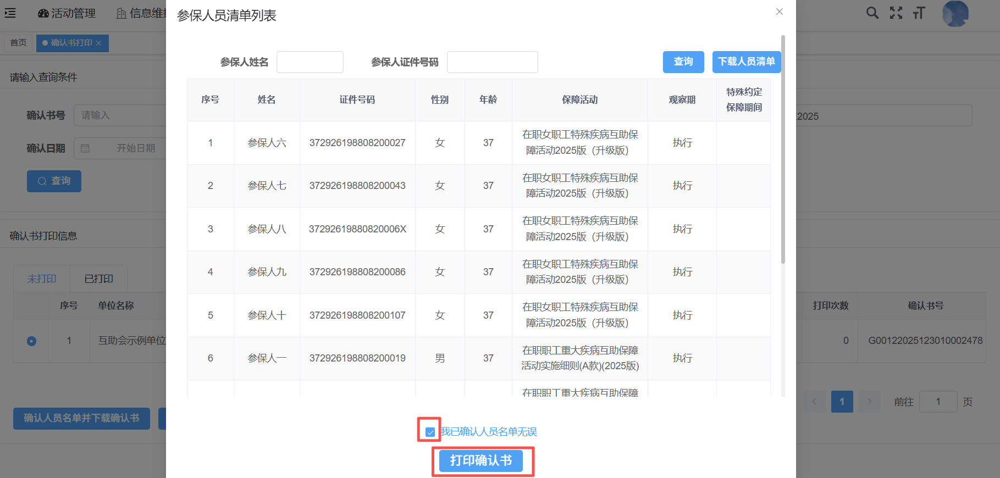 活动管理
信息维
参保人员清单列表
首页
确认书打印
参保人姓名
参保人证件号码
查询
下载人员清单
请输入查询条件
序号 姓名 证件号码 性别 年龄 保障活动 观察期 特殊约定
保障期间
确认书号 请输入
2025
1 参保人六 372926198808200027 女 37 在职女职工特殊疾病互助保
障活动2025版（升级版） 执行
确认日期 开始日期
查询
2 参保人七 372926198808200043 女 37 在职女职工特殊疾病互助保
障活动2025版（升级版） 执行
3 参保人八 37292619880820006X 女 37 在职女职工特殊疾病互助保
障活动2025版（升级版） 执行
确认书打印信息
4 参保人九 372926198808200086 女 37 在职女职工特殊疾病互助保
障活动2025版（升级版） 执行
未打印 已打印
序号 单位名称
打印次数 确认书号
5 参保人十 372926198808200107 女 37 在职女职工特殊疾病互助保
障活动2025版（升级版） 执行
1 互助会示例单位
0 G00122025123010002478
6 参保人一 372926198808200019 男 37 在职职工重大疾病互助保障
活动实施细则(A款)(2025版) 执行
在职职工重大疾病互助保障
1 前往 1 页
确认人员名单并下载确认书
我已确认人员名单无误
打印确认书